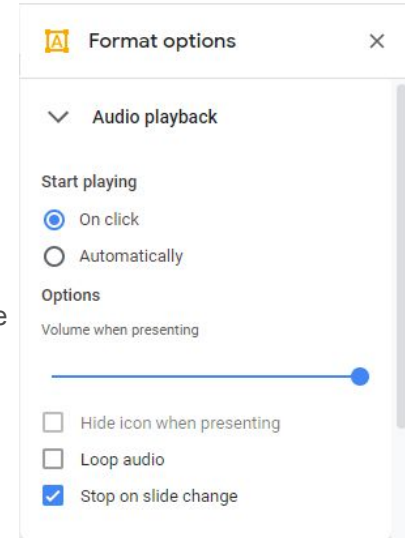 Format options
Audio playback
Start playing
On click
Automatically
Options
e
Volume when presenting
Hide icon when presenting
Loop audio
Stop on slide change